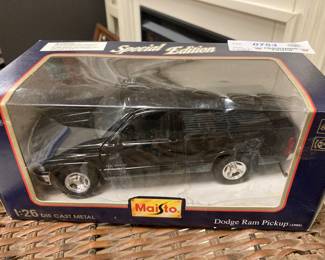 Special Edition
Maisto
1:26 DIE CAST METAL
Dodge Ram Pickup